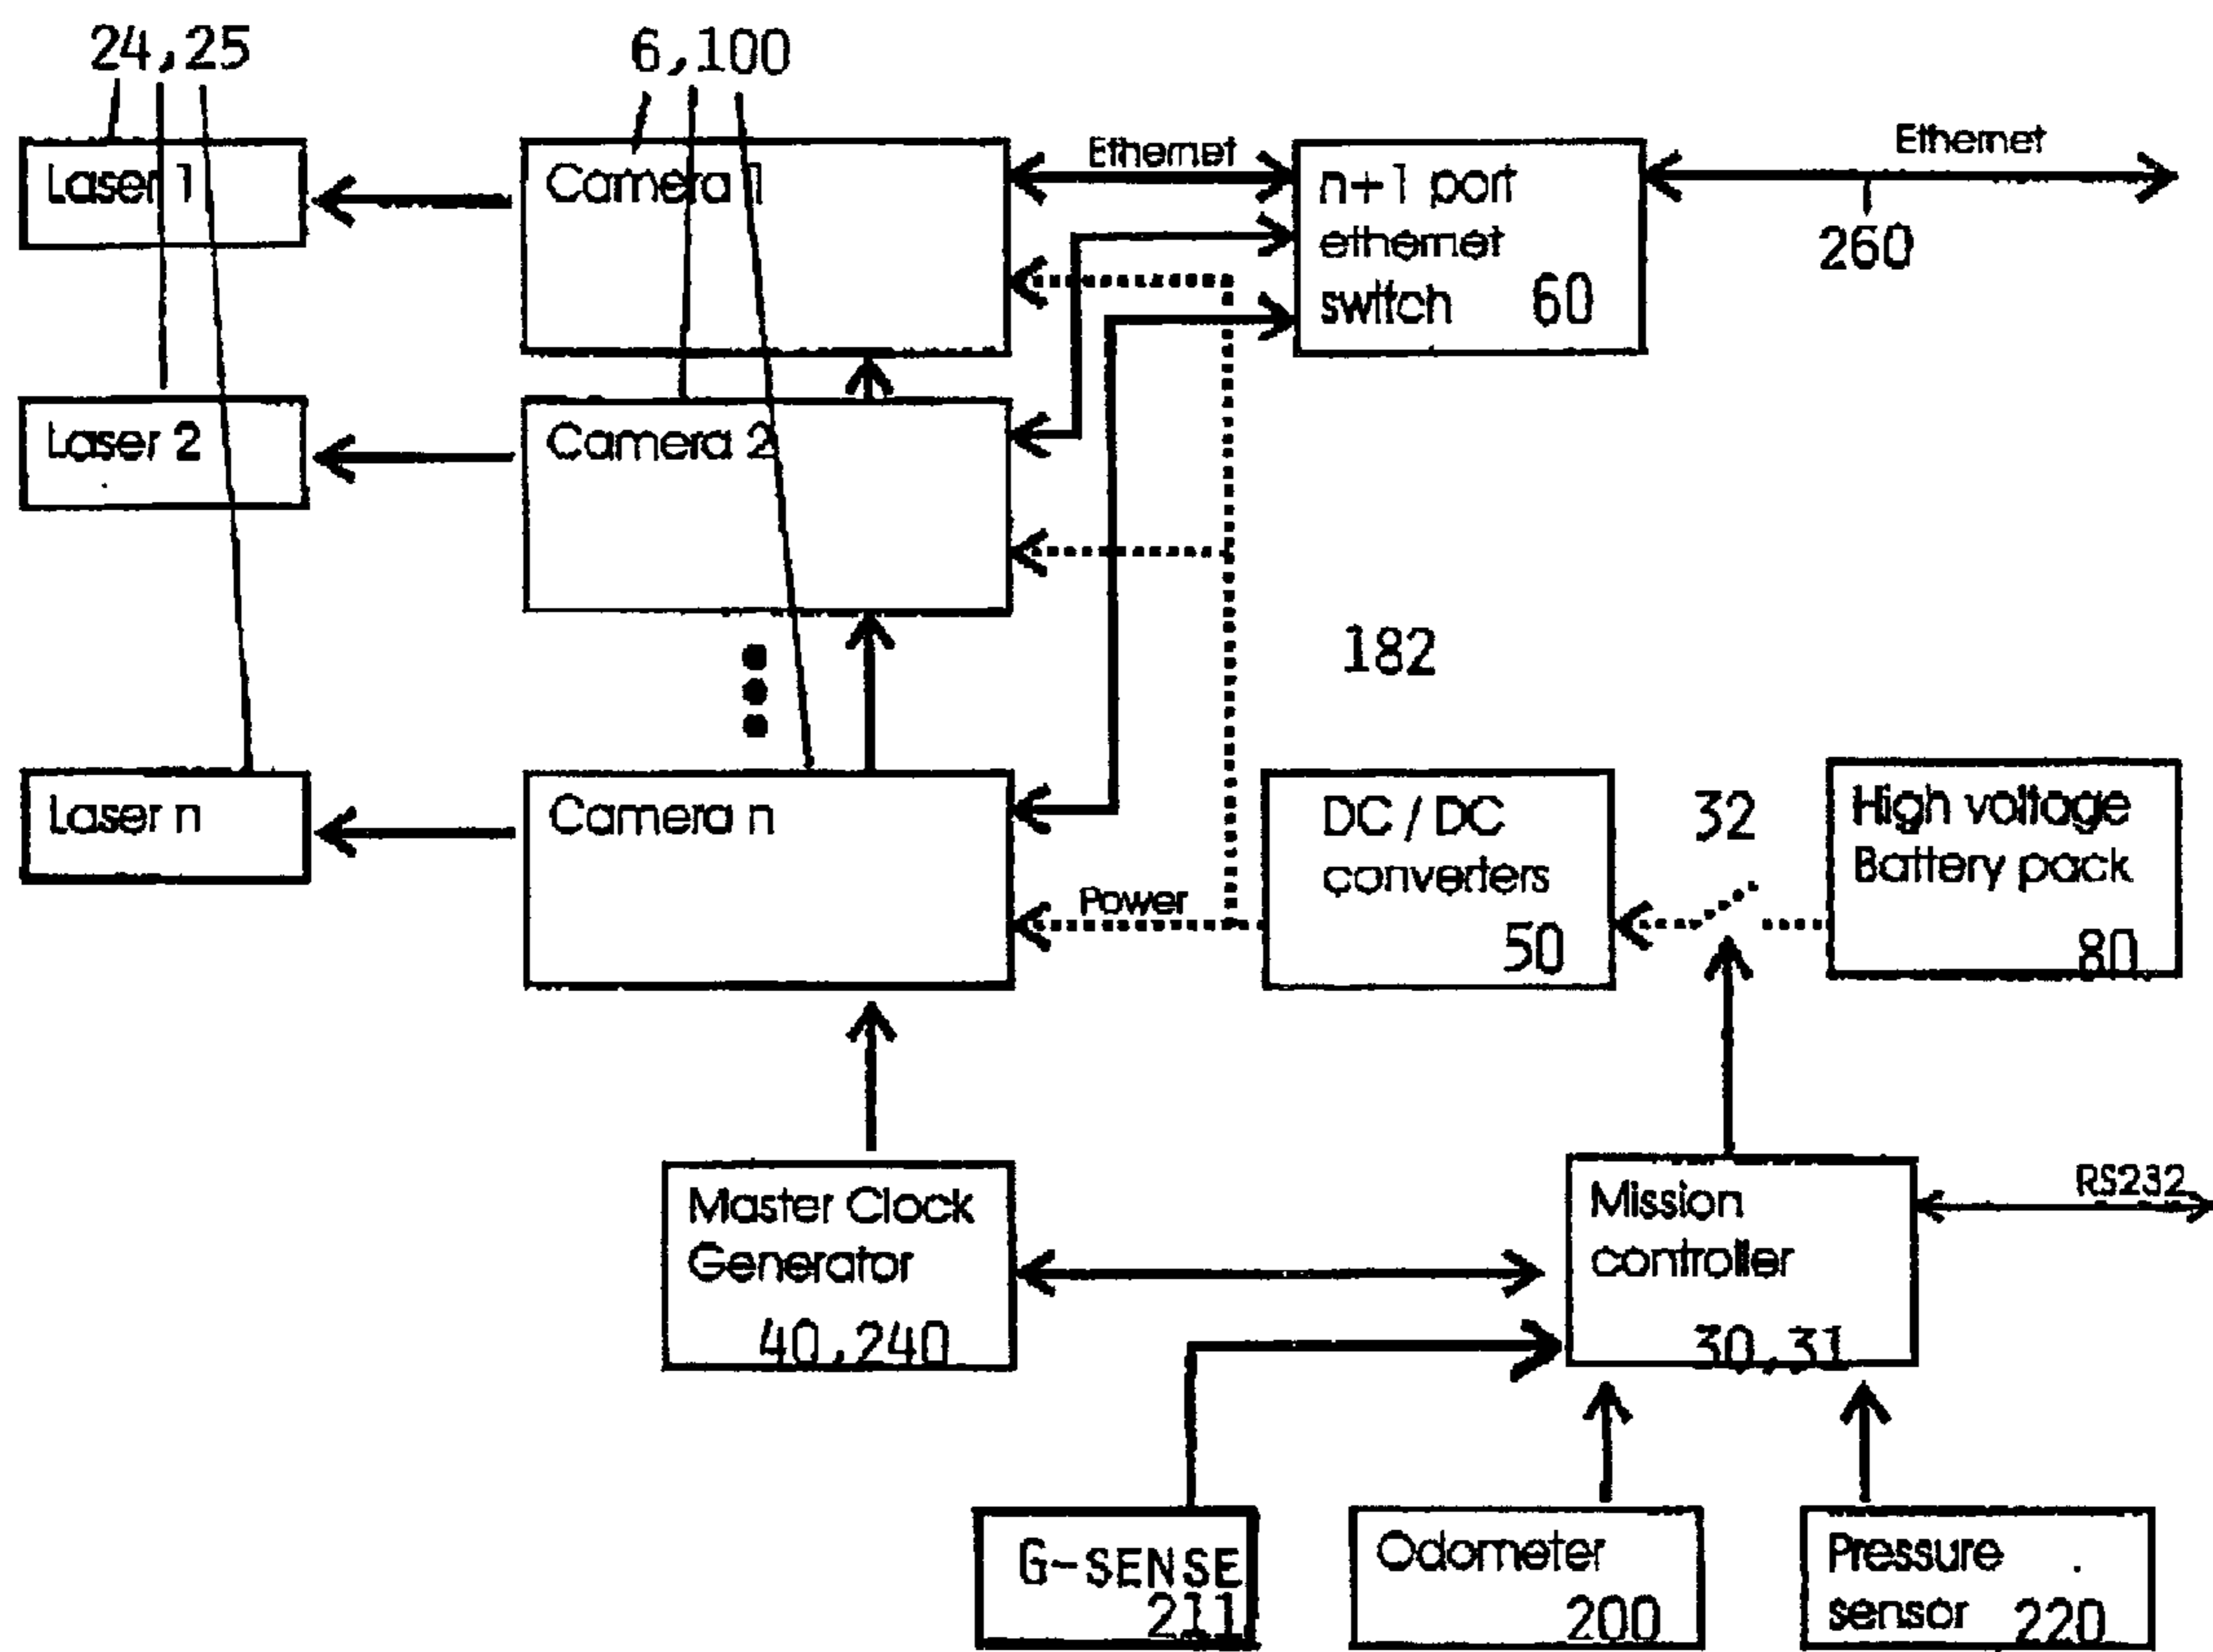 24,25
6,100
Laser 1
Camera 1
Ethernet
n+1 port
ethernet
switch 60
Ethernet
260
Laser 2
Camera 2
182
Laser n
Camera n
Power
DC / DC
converters
50
32
High voltage
Battery pack
80
Master Clock
Generator
40,240
Mission
controller
30,31
RS232
G-SENSE
211
Odometer
200
Pressure
sensor 220